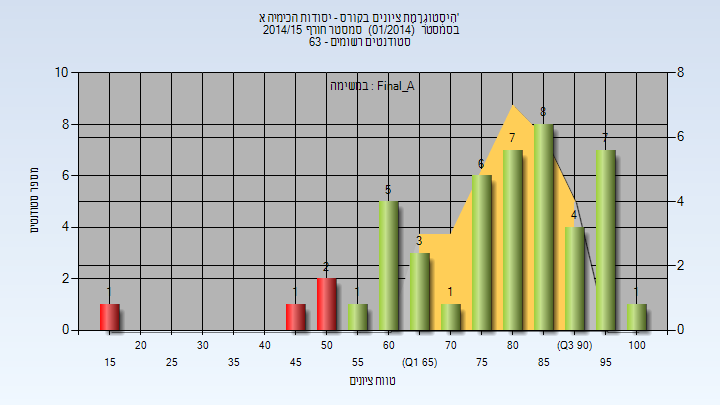 הִיסְטוֹגְרַמַת ציונים בקורס - יסודות הכימיה א'
בסמסטר (01/2014) סמסטר חורף 2014/15
סטודנטים רשומים - 63
במשימה : Final_A
מספר סטודנטים
10 8 6 4 2 0
8 6 4 2 0
1 1 2 1 5 3 1 6 7 8 4 7 1
20 30 40 50 60 70 80 (Q3 90) 100
15 25 35 45 55 (Q1 65) 75 85 95
טווח ציונים